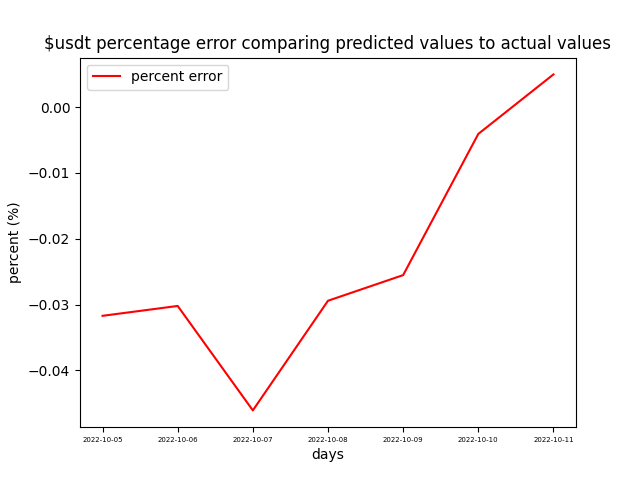 $usdt percentage error comparing predicted values to actual values
percent error
percent (%)
0.00
−0.01
−0.02
−0.03
−0.04
2022-10-05 2022-10-06 2022-10-07 2022-10-08 2022-10-09 2022-10-10 2022-10-11
days